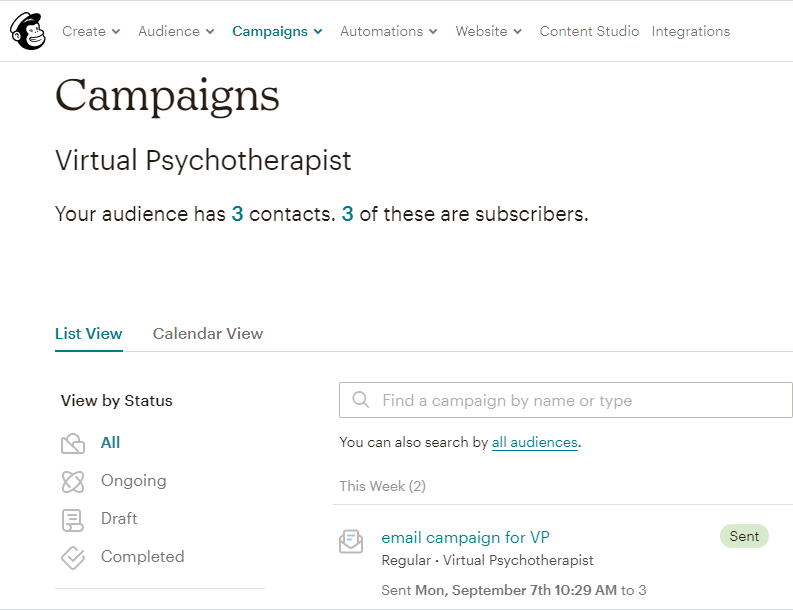 Create Audience Campaigns Automations Website Content Studio Integrations
Campaigns
Virtual Psychotherapist
Your audience has 3 contacts. 3 of these are subscribers.
List View Calendar View
View by Status
All
Ongoing
Draft
Completed
Find a campaign by name or type
You can also search by all audiences.
This Week (2)
email campaign for VP Sent
Regular • Virtual Psychotherapist
Sent Mon, September 7th 10:29 AM to 3